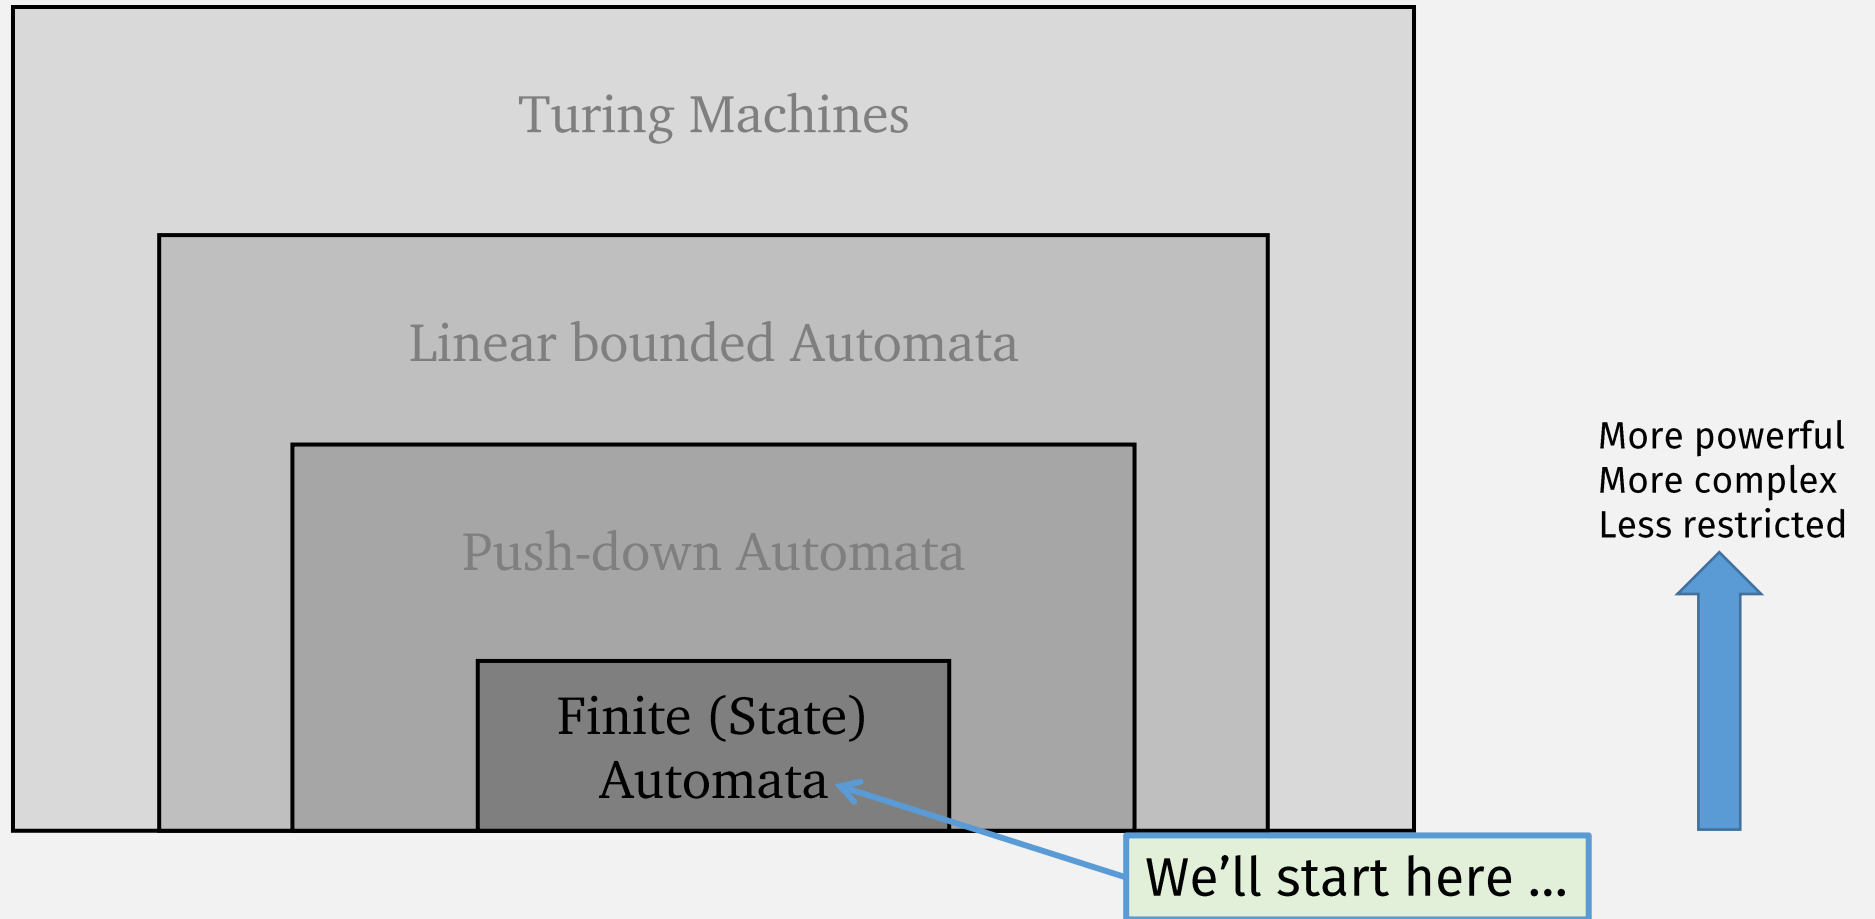 Turing Machines
Linear bounded Automata
More powerful
More complex
Less restricted
Push-down Automata
Finite (State)
Automata
We’ll start here ...